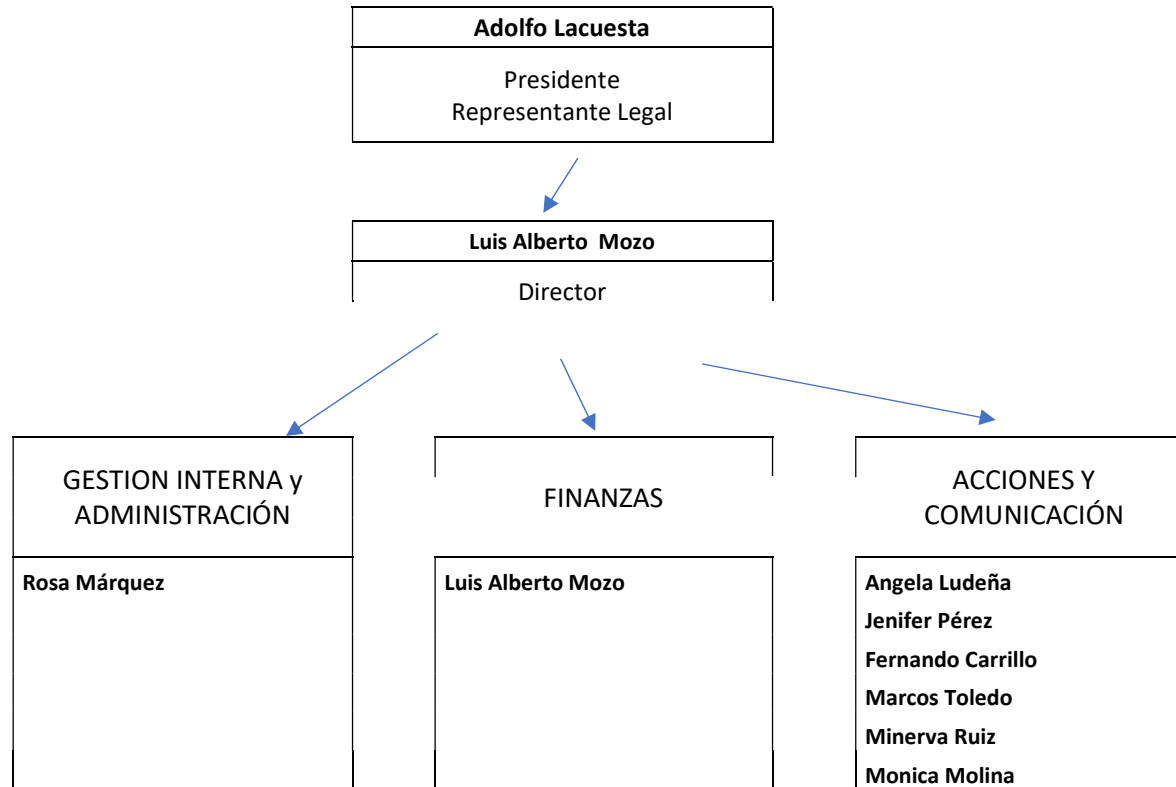 Adolfo Lacuesta
Presidente
Representante Legal
Luis Alberto  Mozo
Director
GESTION INTERNA y
ADMINISTRACIÓN
FINANZAS
ACCIONES Y
COMUNICACIÓN
Rosa Márquez
Luis Alberto Mozo
Angela Ludeña
Jenifer Pérez
Fernando Carrillo
Marcos Toledo
Minerva Ruiz
Monica Molina